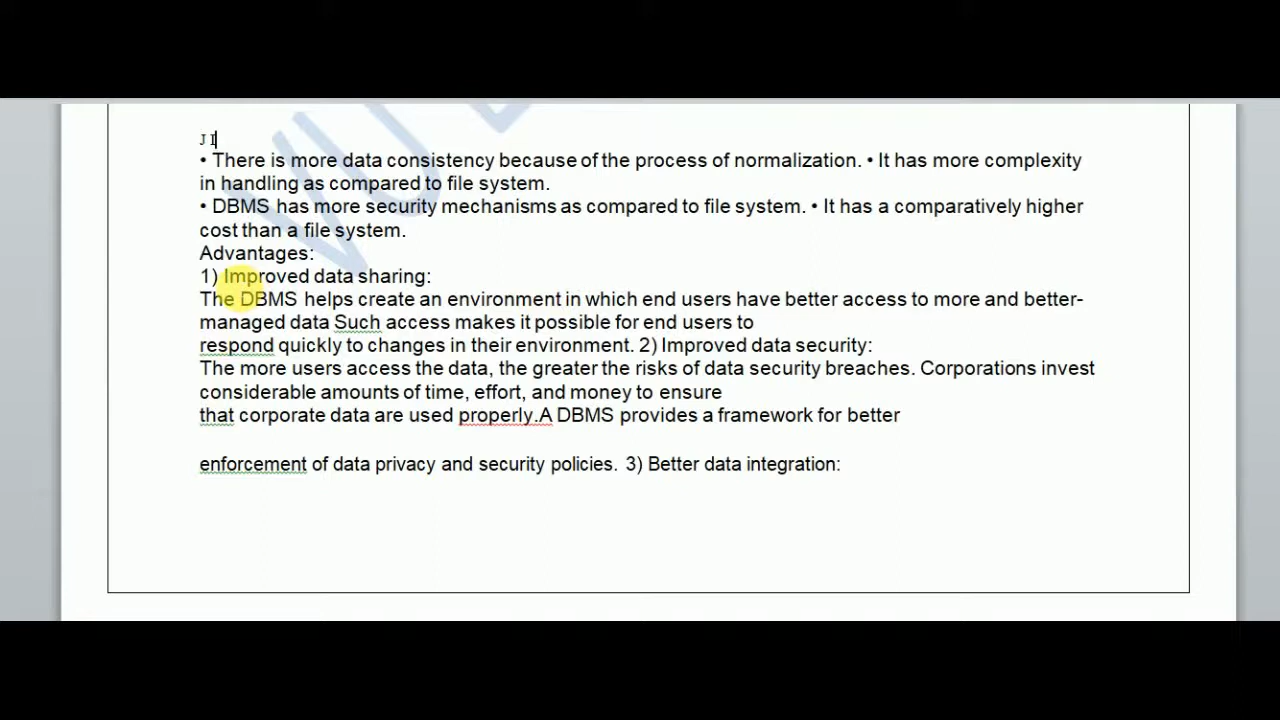 J I
• There is more data consistency because of the process of normalization. • It has more complexity
in handling as compared to file system.
• DBMS has more security mechanisms as compared to file system. • It has a comparatively higher
cost than a file system.
Advantages:
1) Improved data sharing:
The DBMS helps create an environment in which end users have better access to more and better-
managed data Such access makes it possible for end users to
respond quickly to changes in their environment. 2) Improved data security:
The more users access the data, the greater the risks of data security breaches. Corporations invest
considerable amounts of time, effort, and money to ensure
that corporate data are used properly.A DBMS provides a framework for better
enforcement of data privacy and security policies. 3) Better data integration: